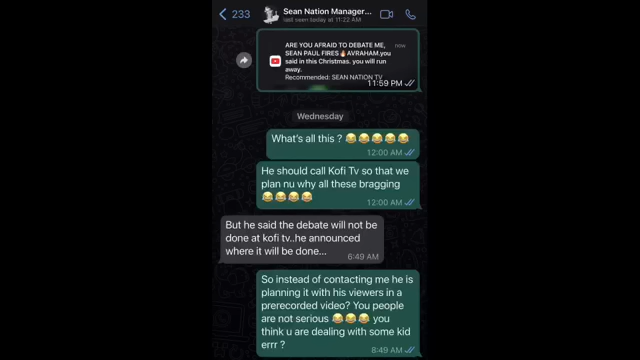 233
Sean Nation Manager...
last seen today at 11:22 AM
ARE YOU AFRAID TO DEBATE ME,
now
SEAN PAUL FIRES🔥AVRAHAM.you
said in this Christmas. you will run
away.
Recommended: SEAN NATION TV
11:59 PM
Wednesday
What's all this ? 😂😂😂😂😂
12:00 AM
He should call Kofi Tv so that we
plan nu why all these bragging
😂😂😂😂
12:00 AM
But he said the debate will not be
done at kofi tv..he announced
where it will be done...
6:49 AM
So instead of contacting me he is
planning it with his viewers in a
prerecorded video? You people
are not serious 😂😂😂 you
think u are dealing with some kid
errr ?
8:49 AM